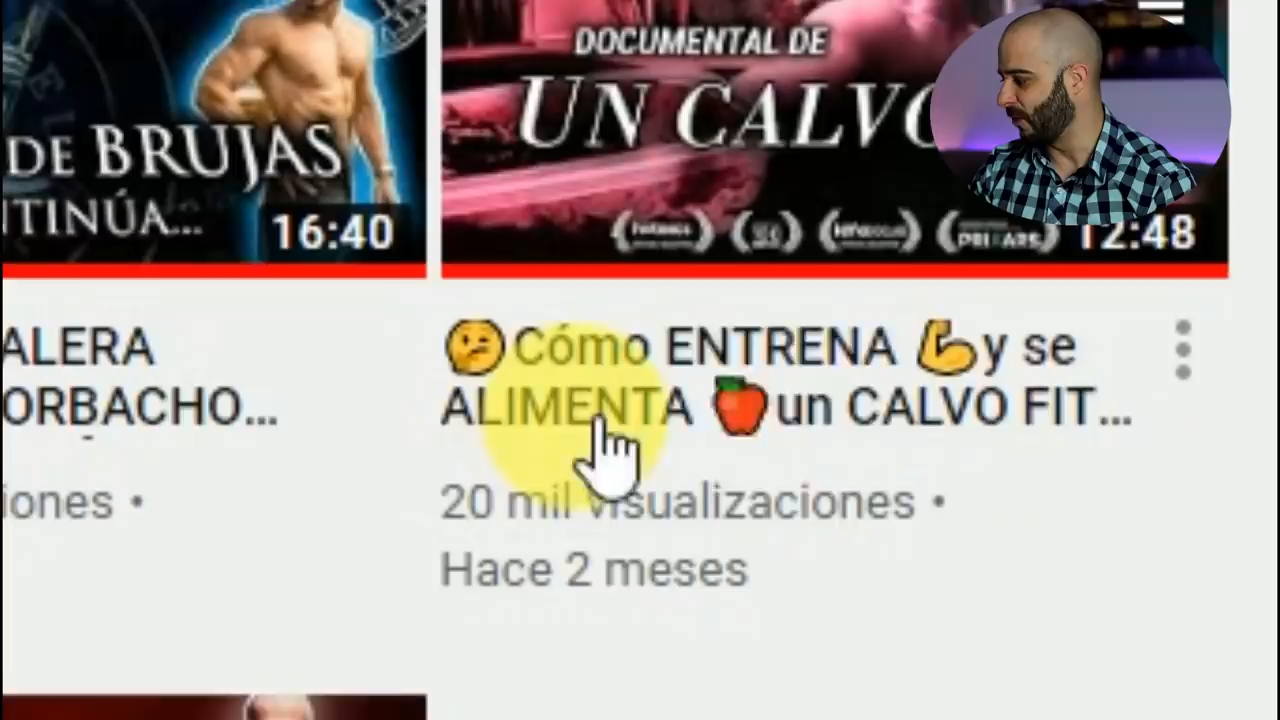 DE BRUJAS
NTINÚA...
16:40
DOCUMENTAL DE
UN CALVO
12:48
ALERA
ORBACHO...
iones •
🤔Cómo ENTRENA 💪y se
ALIMENTA 🍎un CALVO FIT...
20 mil visualizaciones •
Hace 2 meses